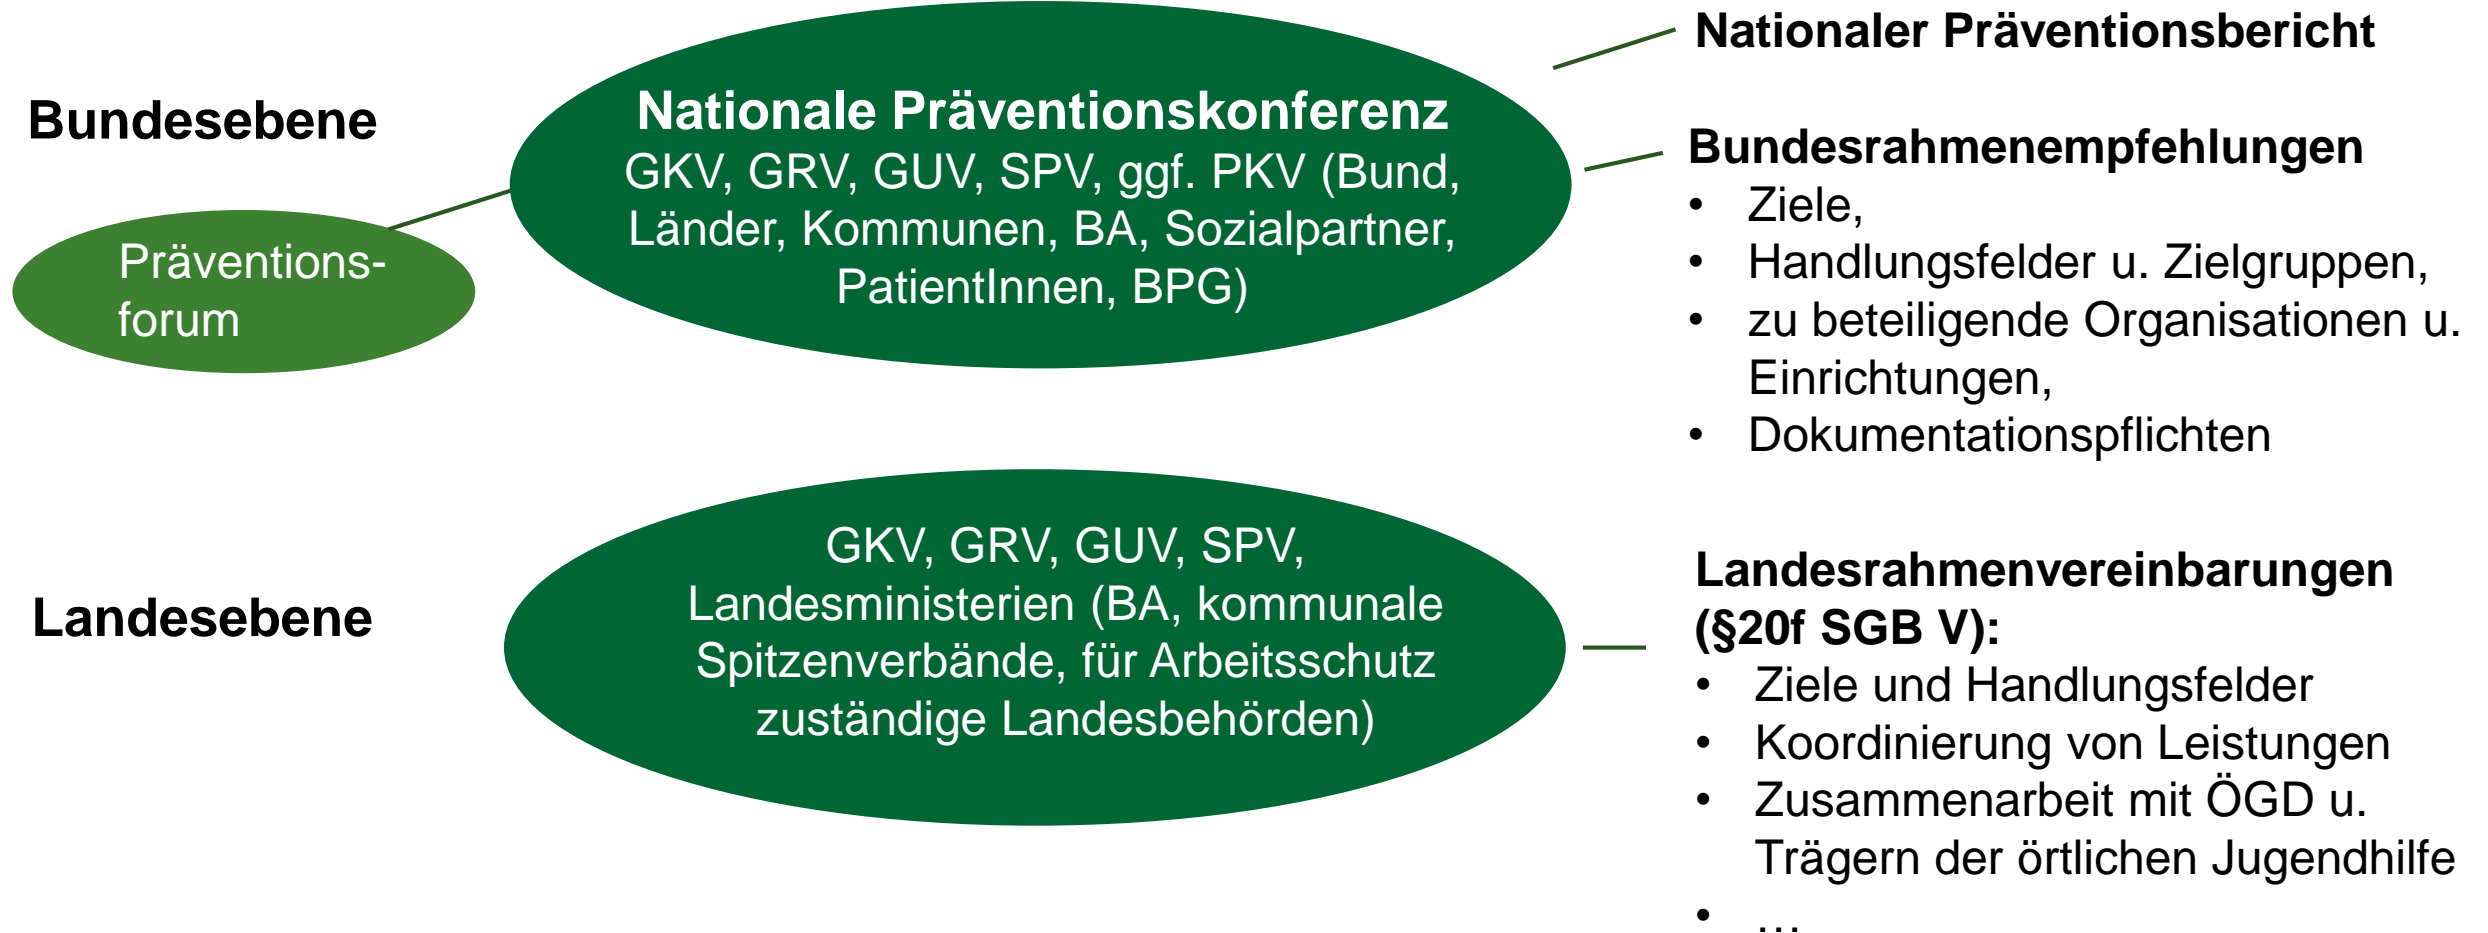 Bundesebene
Präventions-
forum
Nationale Präventionskonferenz
GKV, GRV, GUV, SPV, ggf. PKV (Bund,
Länder, Kommunen, BA, Sozialpartner,
PatientInnen, BPG)
Nationaler Präventionsbericht
Bundesrahmenempfehlungen
• Ziele,
• Handlungsfelder u. Zielgruppen,
• zu beteiligende Organisationen u.
Einrichtungen,
• Dokumentationspflichten
Landesebene
GKV, GRV, GUV, SPV,
Landesministerien (BA, kommunale
Spitzenverbände, für Arbeitsschutz
zuständige Landesbehörden)
Landesrahmenvereinbarungen
(§20f SGB V):
• Ziele und Handlungsfelder
• Koordinierung von Leistungen
• Zusammenarbeit mit ÖGD u.
Trägern der örtlichen Jugendhilfe
• …